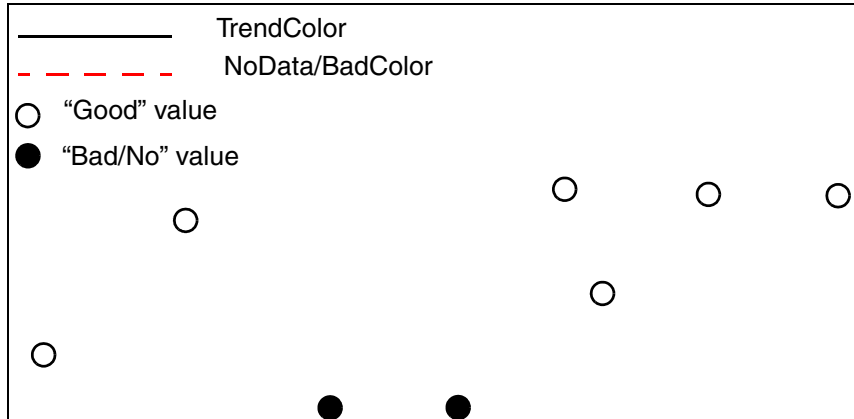 TrendColor
NoData/BadColor
“Good” value
“Bad/No” value